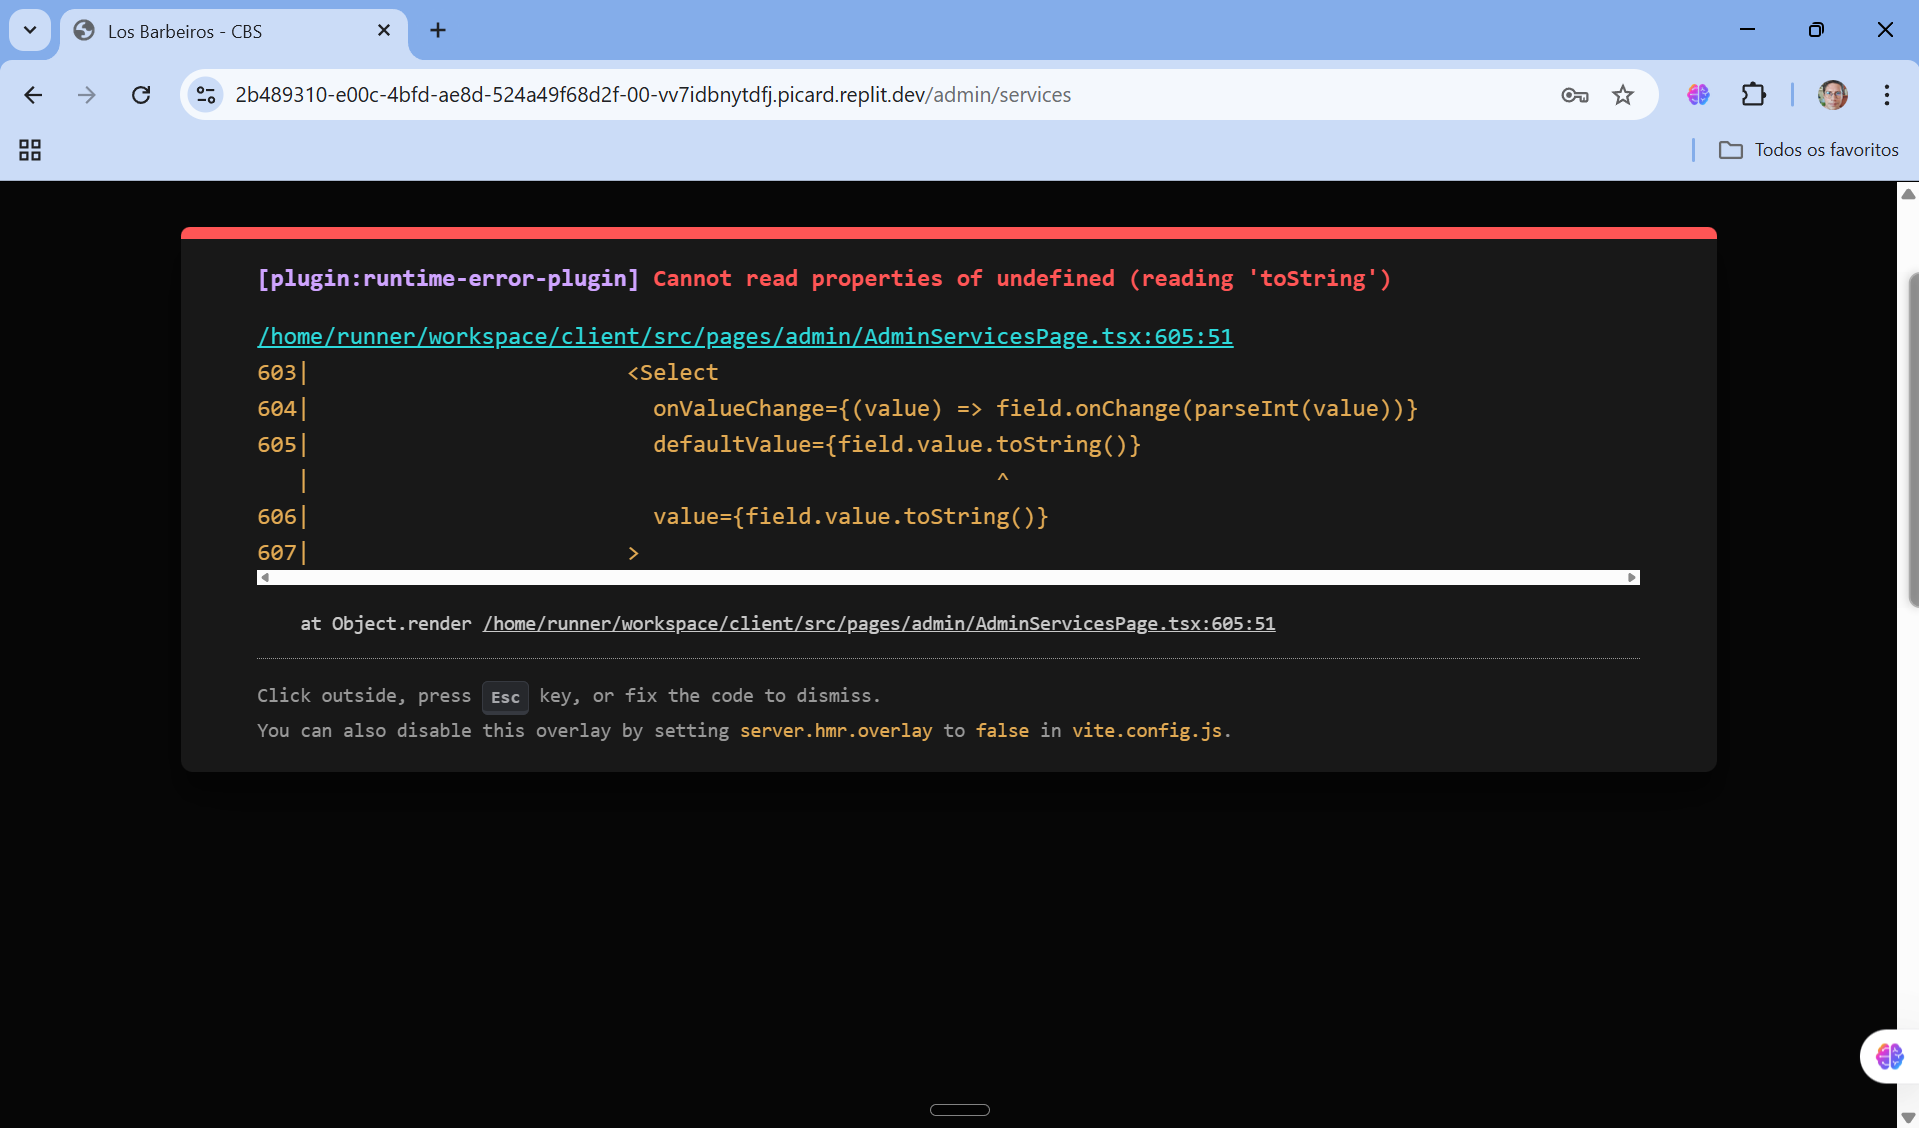 Los Barbeiros - CBS
2b489310-e00c-4bfd-ae8d-524a49f68d2f-00-vv7idbnytdfj.picard.replit.dev/admin/services
Todos os favoritos
[plugin:runtime-error-plugin] Cannot read properties of undefined (reading 'toString')
/home/runner/workspace/client/src/pages/admin/AdminServicesPage.tsx:605:51
603|                        <Select
604|                          onValueChange={(value) => field.onChange(parseInt(value))}
605|                          defaultValue={field.value.toString()}
   |                                                    ^
606|                          value={field.value.toString()}
607|                        >
at Object.render /home/runner/workspace/client/src/pages/admin/AdminServicesPage.tsx:605:51
Click outside, press Esc key, or fix the code to dismiss.
You can also disable this overlay by setting server.hmr.overlay to false in vite.config.js.